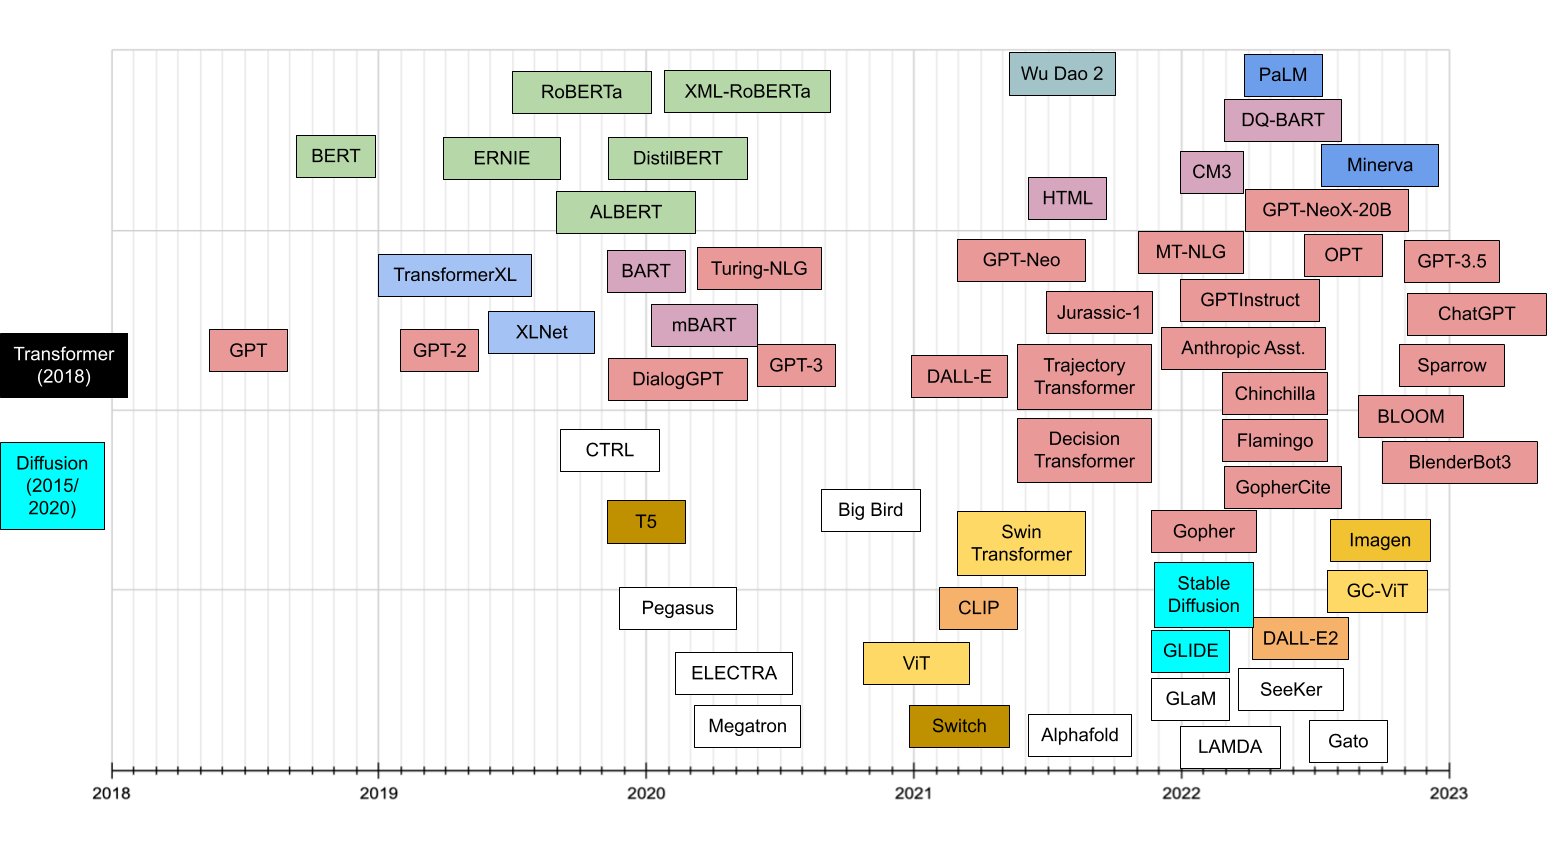 Wu Dao 2
PaLM
RoBERTa
XML-RoBERTa
DQ-BART
BERT
ERNIE
DistilBERT
CM3
Minerva
HTML
ALBERT
GPT-NeoX-20B
TransformerXL
BART
Turing-NLG
GPT-Neo
MT-NLG
OPT
GPT-3.5
GPTInstruct
Jurassic-1
ChatGPT
XLNet
mBART
Transformer
(2018)
GPT
GPT-2
Anthropic Asst.
DialogGPT
GPT-3
DALL-E
Trajectory
Transformer
Sparrow
Chinchilla
BLOOM
Diffusion
(2015/
2020)
CTRL
Decision
Transformer
Flamingo
BlenderBot3
GopherCite
T5
Big Bird
Swin
Transformer
Gopher
Imagen
Stable
Diffusion
GC-ViT
Pegasus
CLIP
DALL-E2
ViT
GLIDE
ELECTRA
GLaM
SeeKer
Megatron
Switch
Alphafold
LAMDA
Gato
2018
2019
2020
2021
2022
2023